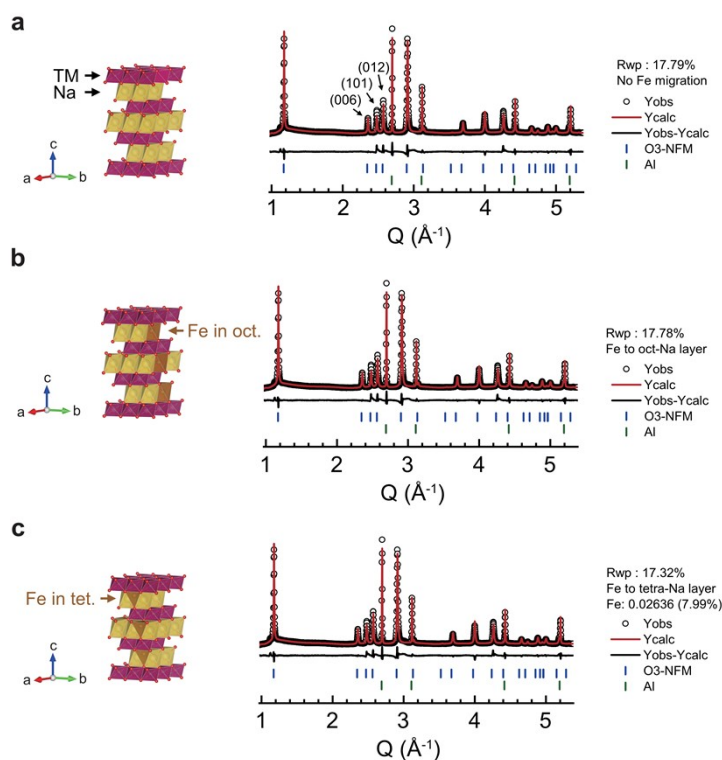 a
TM
Na
c
a
b
(006)
(101)
(012)
1 2 3 4 5
Q (Å-1)
Rwp : 17.79%
No Fe migration
Yobs
Ycalc
Yobs-Ycalc
O3-NFM
Al
b
Fe in oct.
c
a
b
1 2 3 4 5
Q (Å-1)
Rwp : 17.78%
Fe to oct-Na layer
Yobs
Ycalc
Yobs-Ycalc
O3-NFM
Al
c
Fe in tet.
c
a
b
1 2 3 4 5
Q (Å-1)
Rwp : 17.32%
Fe to tetra-Na layer
Fe: 0.02636 (7.99%)
Yobs
Ycalc
Yobs-Ycalc
O3-NFM
Al